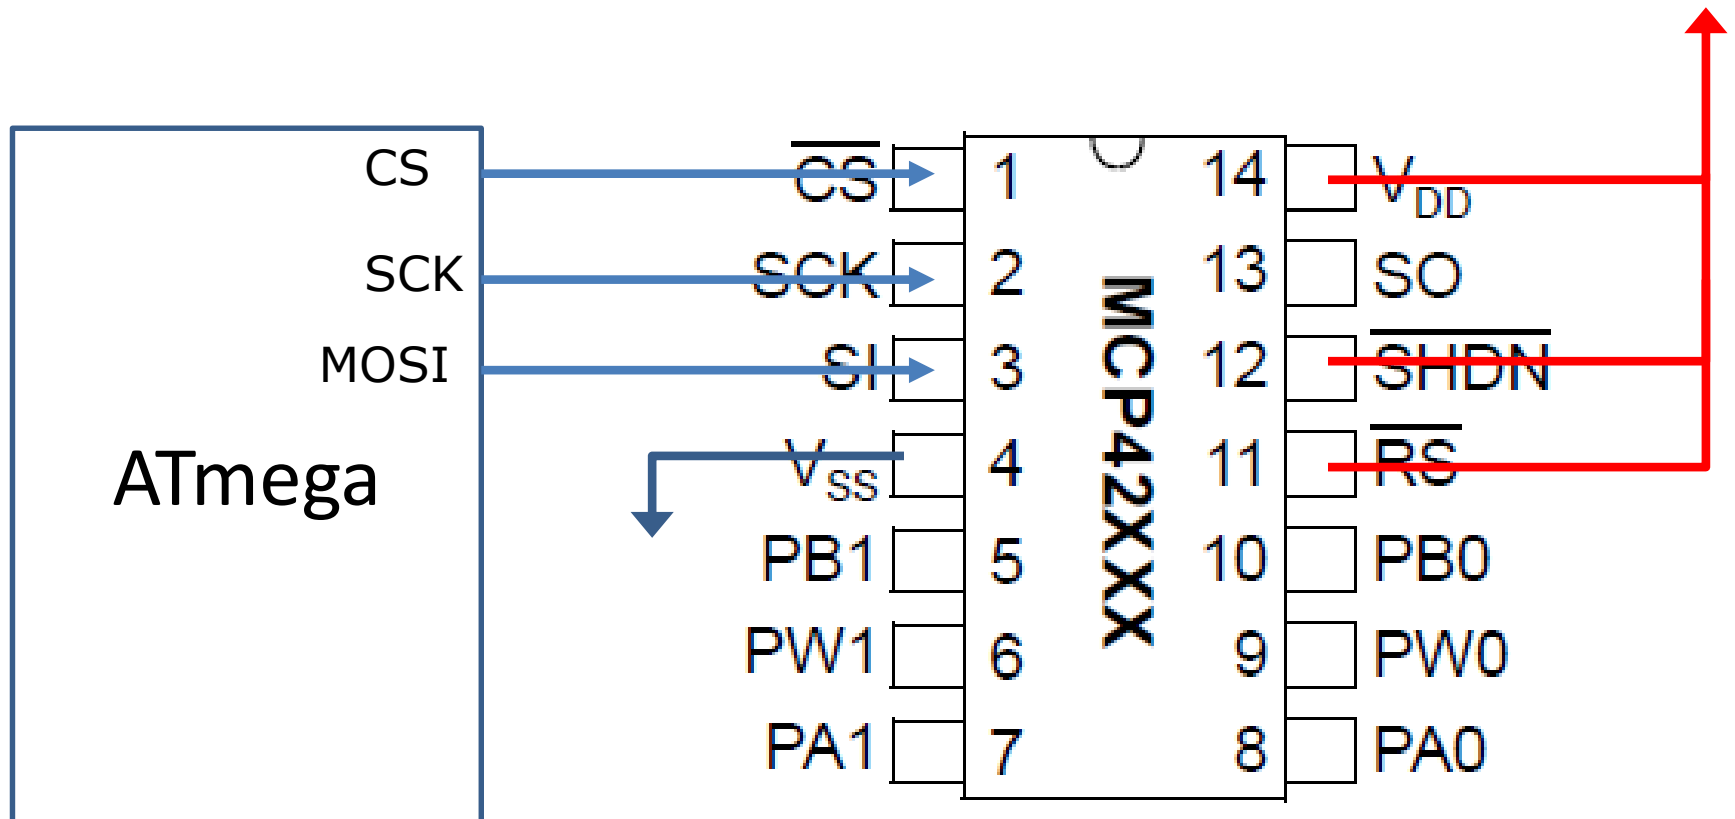 CS
SCK
MOSI
ATmega
CS
SCK
SI
VSS
PB1
PW1
PA1
1
2
3
4
5
6
7
MCP42XXX
14
13
12
11
10
9
8
VDD
SO
SHDN
RS
PB0
PW0
PA0